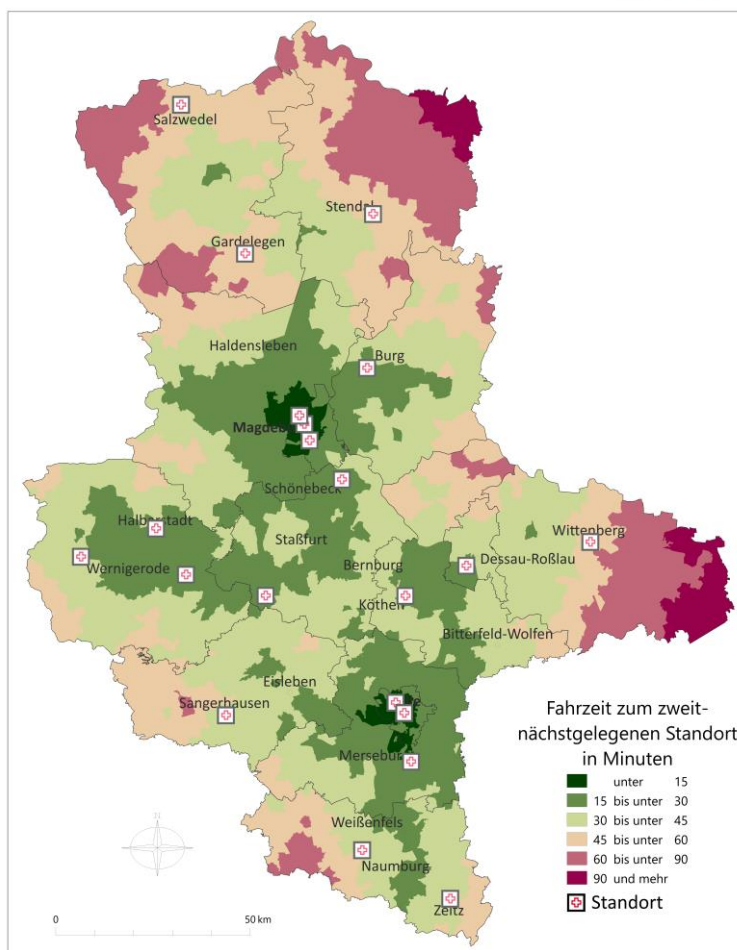 Salzwedel
Stendal
Gardelegen
Haldensleben
Burg
Schönebeck
Halberstadt
Staßfurt
Wittenberg
Wernigerode
Bernburg
Dessau-Roßlau
Köthen
Bitterfeld-Wolfen
Eisleben
Sangerhausen
Weißenfels
Naumburg
Zeitz
Fahrzeit zum zweit-
nächstgelegenen Standort
in Minuten
unter 15
15 bis unter 30
30 bis unter 45
45 bis unter 60
60 bis unter 90
90 und mehr
Standort
0 50 km